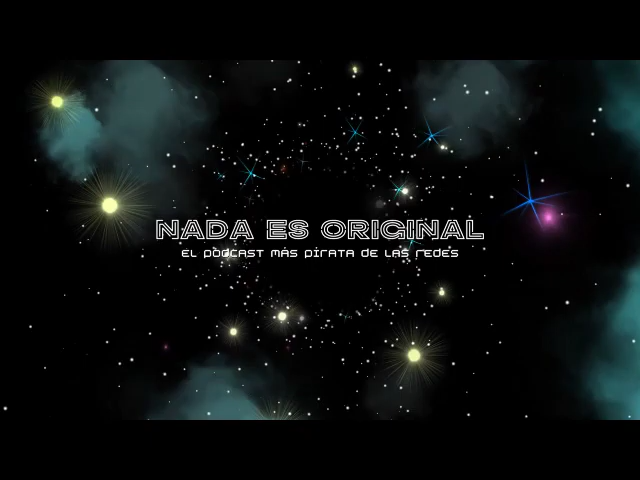 NADA ES ORIGINAL
EL PODCAST MÁS PIRATA DE LAS REDES